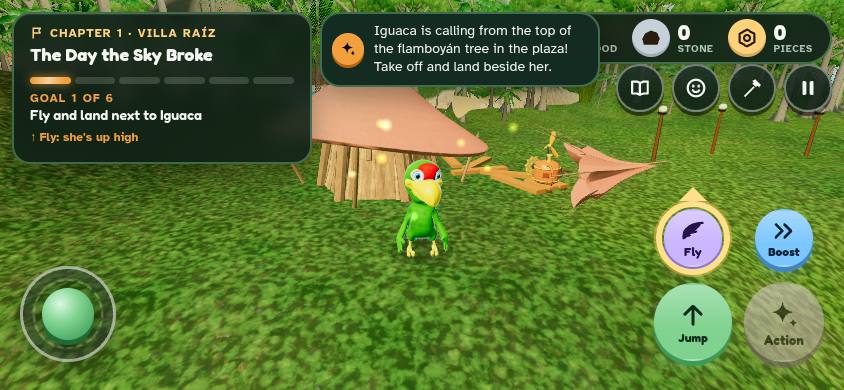 CHAPTER 1 · VILLA RAÍZ
The Day the Sky Broke
GOAL 1 OF 6
Fly and land next to Iguaca
↑ Fly: she's up high
Iguaca is calling from the top of
the flamboyán tree in the plaza!
Take off and land beside her.
0
STONE
0
PIECES
Fly
Boost
Jump
Action